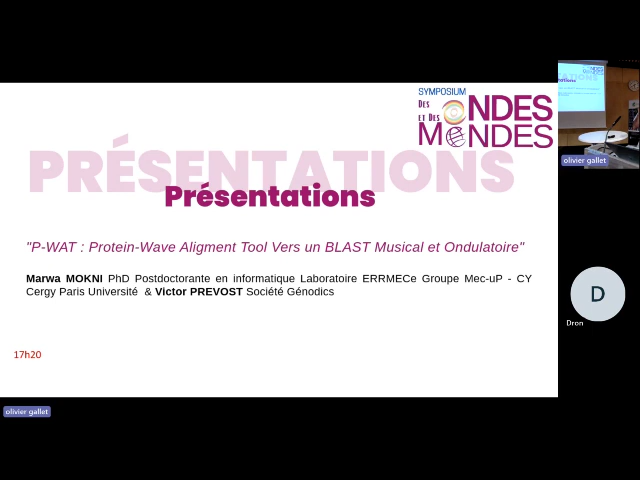 SYMPOSIUM
DES
ONDES
ET DES
MONDES
PRÉSENTATIONS
Présentations
"P-WAT : Protein-Wave Aligment Tool Vers un BLAST Musical et Ondulatoire"
Marwa MOKNI PhD Postdoctorante en informatique Laboratoire ERRMECe Groupe Mec-uP - CY
Cergy Paris Université & Victor PREVOST Société Génodics
17h20
olivier gallet
olivier gallet
D
Dron